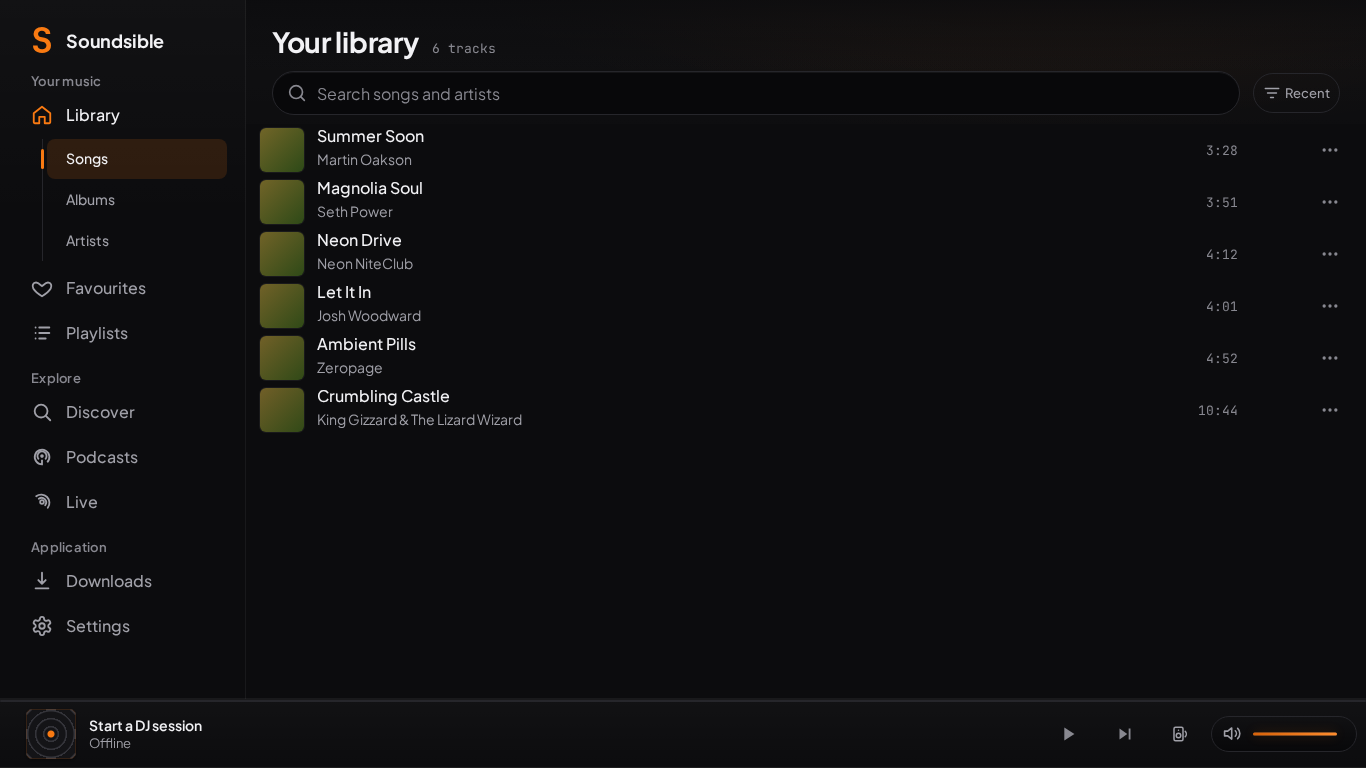 Soundsible
Your music
Library
Songs
Albums
Artists
Favourites
Playlists
Explore
Discover
Podcasts
Live
Application
Downloads
Settings
Your library 6 tracks
Search songs and artists
Recent
Summer Soon
Martin Oakson
3:28
Magnolia Soul
Seth Power
3:51
Neon Drive
Neon NiteClub
4:12
Let It In
Josh Woodward
4:01
Ambient Pills
Zeropage
4:52
Crumbling Castle
King Gizzard & The Lizard Wizard
10:44
Start a DJ session
Offline